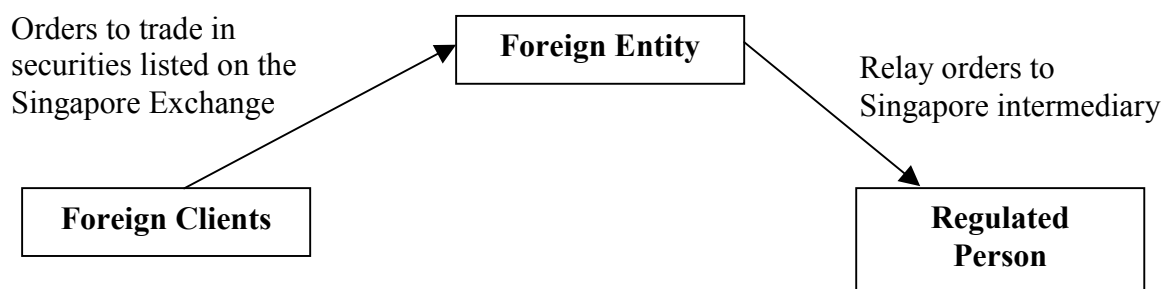 Orders to trade in
securities listed on the
Singapore Exchange
Foreign Entity
Relay orders to
Singapore intermediary
Foreign Clients
Regulated
Person